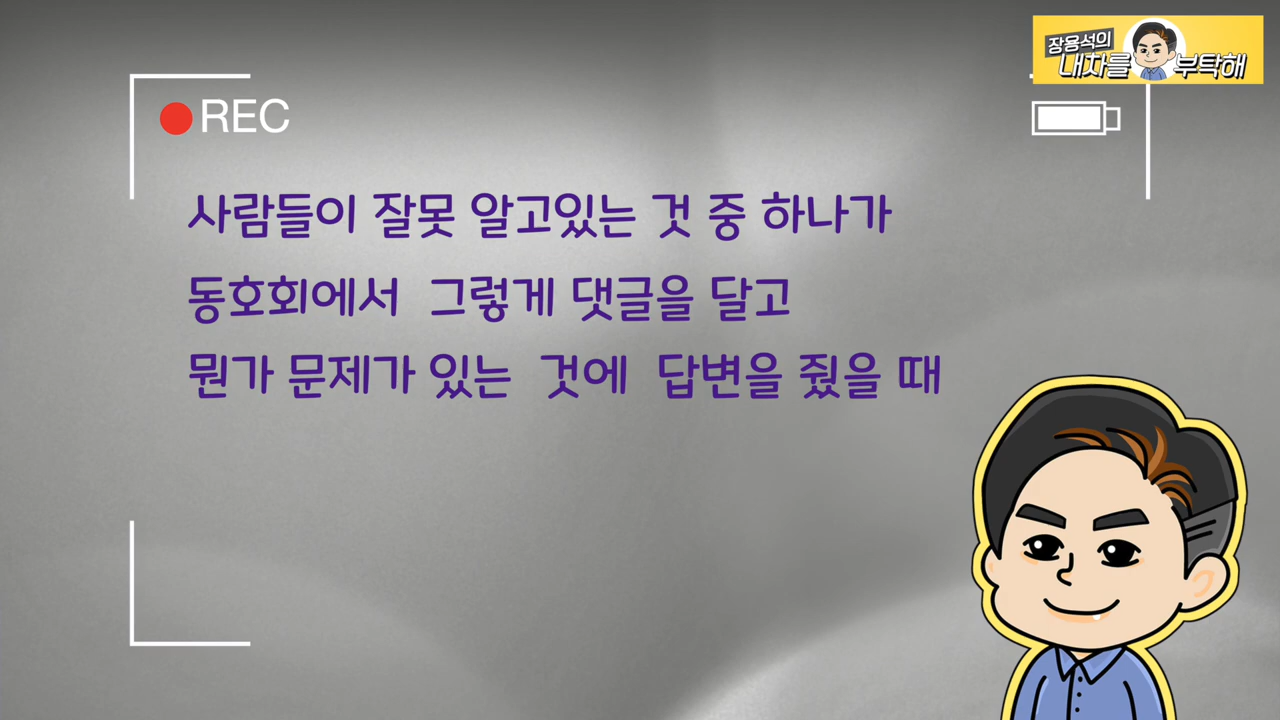 장용석의
내차를 부탁해
REC
사람들이 잘못 알고있는 것 중 하나가
동호회에서 그렇게 댓글을 달고
뭔가 문제가 있는 것에 답변을 줬을 때